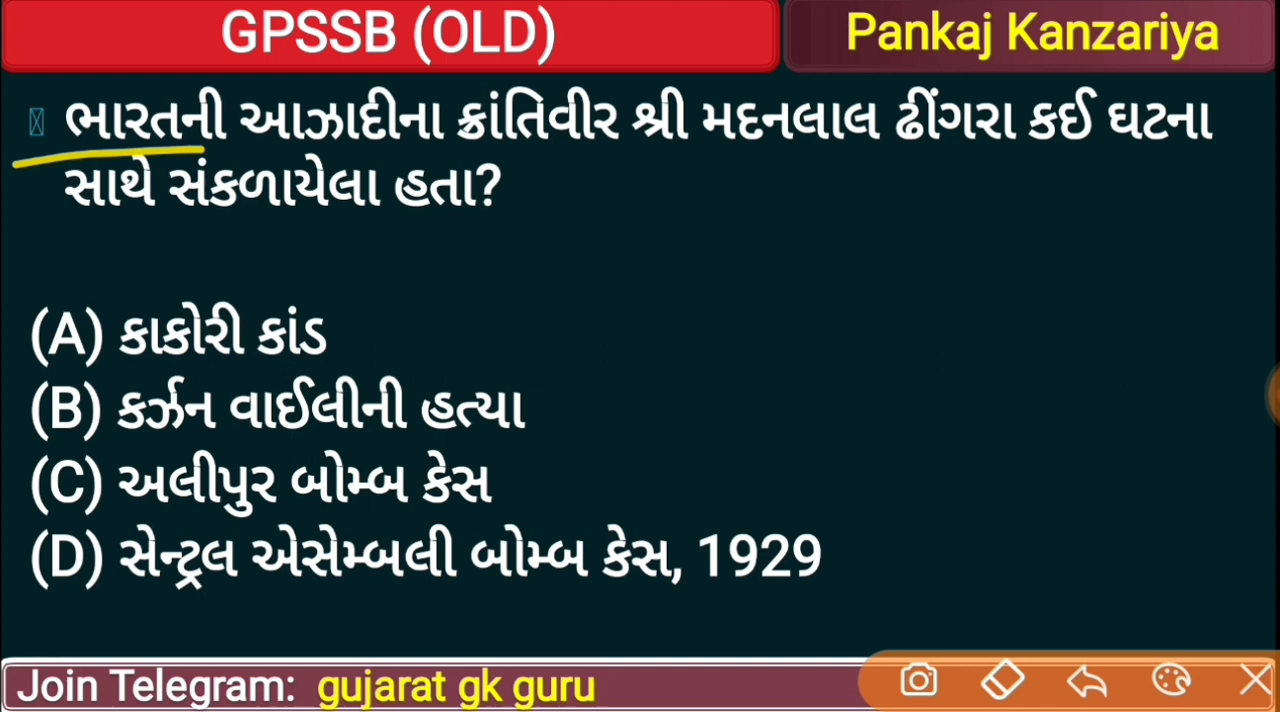 GPSSB (OLD)
Pankaj Kanzariya
ભારતની આઝાદીના ક્રાંતિવીર શ્રી મદનલાલ ઢીંગરા કઈ ઘટના
સાથે સંકળાયેલા હતા?
(A) કાકોરી કાંડ
(B) કર્ઝન વાઈલીની હત્યા
(C) અલીપુર બોમ્બ કેસ
(D) સેન્ટ્રલ એસેમ્બલી બોમ્બ કેસ, 1929
Join Telegram: gujarat gk guru